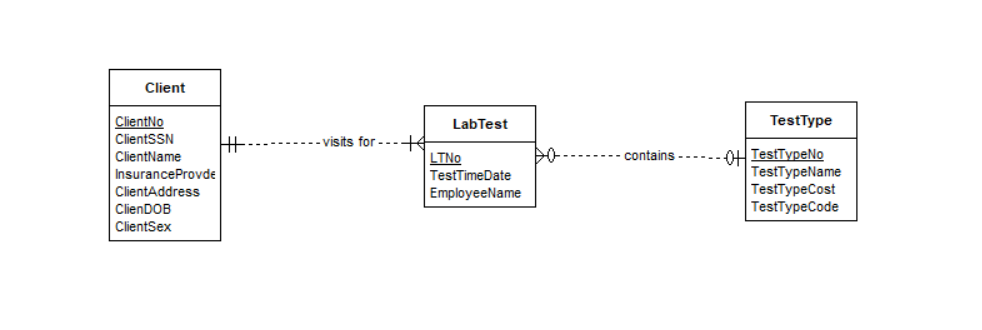 Client
ClientNo
ClientSSN
ClientName
InsuranceProvde
ClientAddress
ClienDOB
ClientSex
visits for
LabTest
LTNo
TestTimeDate
EmployeeName
contains
TestType
TestTypeNo
TestTypeName
TestTypeCost
TestTypeCode